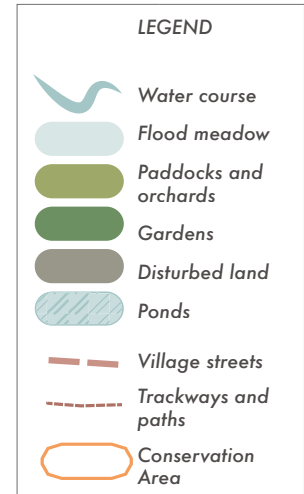 LEGEND
Water course
Flood meadow
Paddocks and
orchards
Gardens
Disturbed land
Ponds
Village streets
Trackways and
paths
Conservation
Area